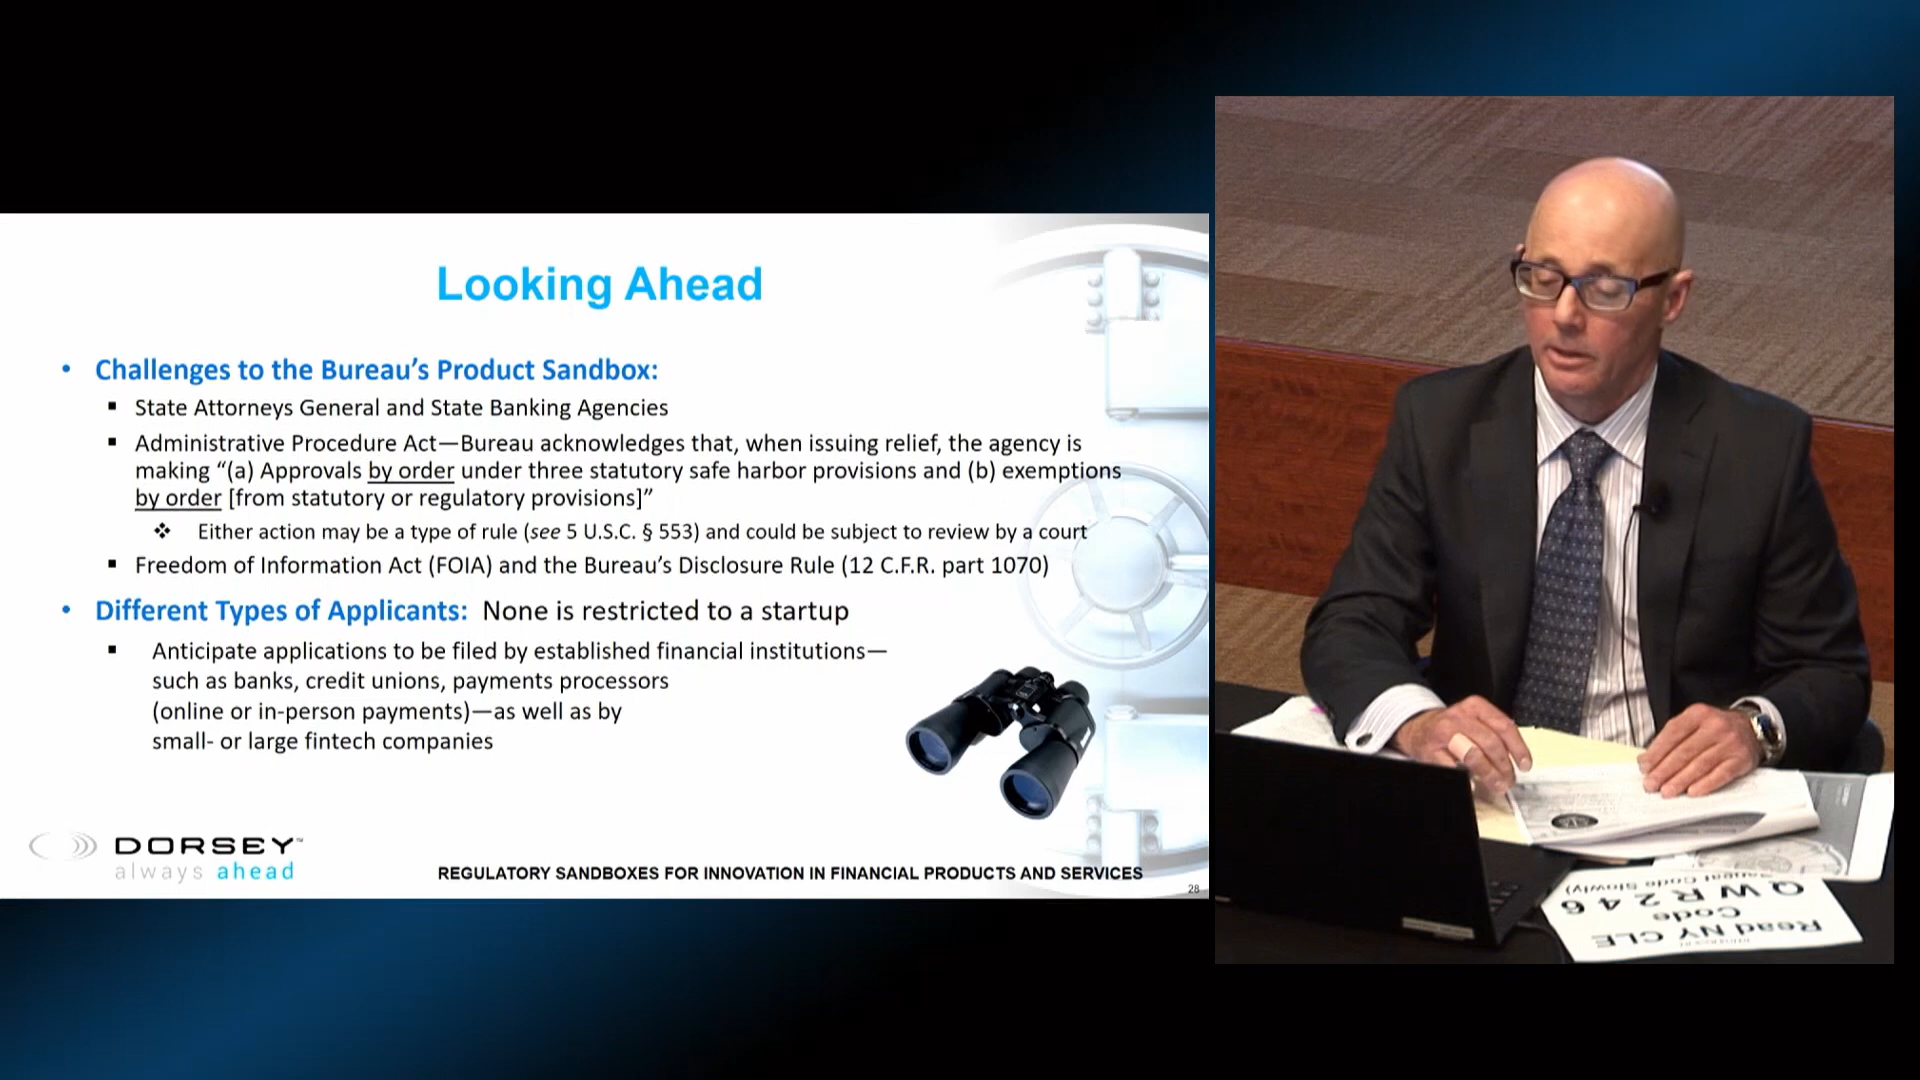 Looking Ahead
• Challenges to the Bureau’s Product Sandbox:
▪ State Attorneys General and State Banking Agencies
▪ Administrative Procedure Act—Bureau acknowledges that, when issuing relief, the agency is
making “(a) Approvals by order under three statutory safe harbor provisions and (b) exemptions
by order [from statutory or regulatory provisions]”
❖ Either action may be a type of rule (see 5 U.S.C. § 553) and could be subject to review by a court
▪ Freedom of Information Act (FOIA) and the Bureau’s Disclosure Rule (12 C.F.R. part 1070)
• Different Types of Applicants: None is restricted to a startup
▪ Anticipate applications to be filed by established financial institutions—
such as banks, credit unions, payments processors
(online or in-person payments)—as well as by
small- or large fintech companies
DORSEY™
always ahead
REGULATORY SANDBOXES FOR INNOVATION IN FINANCIAL PRODUCTS AND SERVICES
28
Read NY CLE
Code
QWR246
(Repeat Code Slowly)